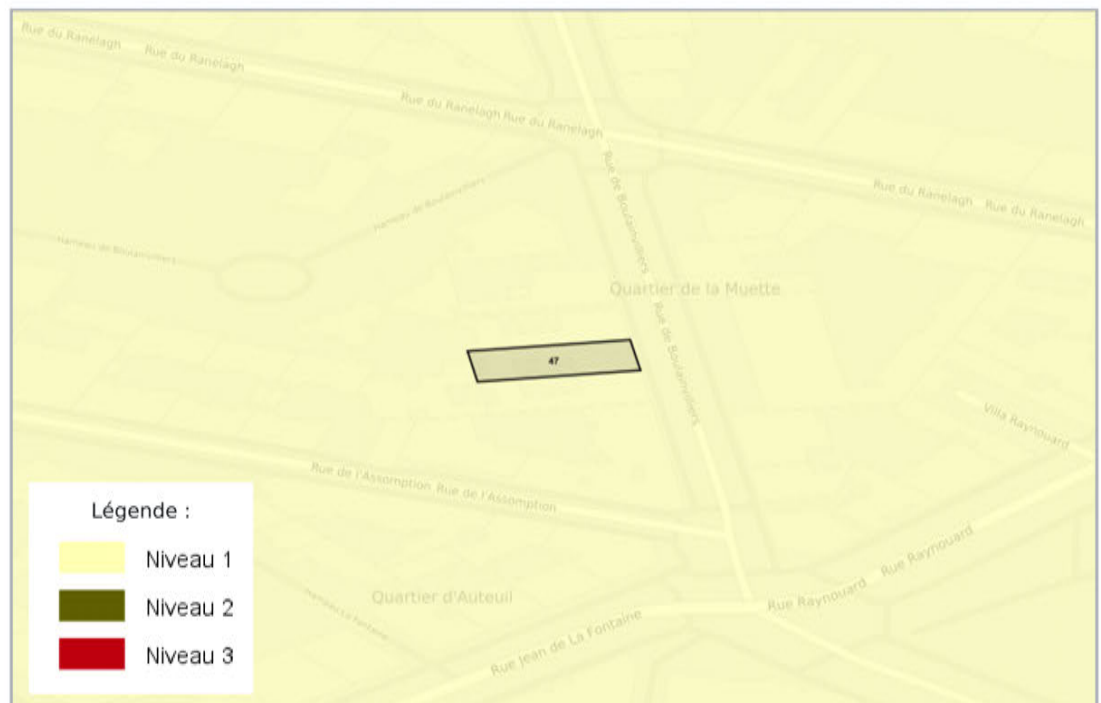 Rue du Ranelagh
Rue du Ranelagh
Rue du Ranelagh Rue du Ranelagh
Rue de Boulainvilliers
Rue du Ranelagh
Rue du Ranelagh
Hameau de Boulainvilliers
Hameau de Boulainvilliers
Quartier de la Muette
Rue de Boulainvilliers
47
Villa Raynouard
Rue de l'Assomption Rue de l'Assomption
Légende :
Niveau 1
Niveau 2
Niveau 3
Rue Raynouard
Rue Raynouard
Quartier d'Auteuil
Hameau La Fontaine
Rue Jean de La Fontaine